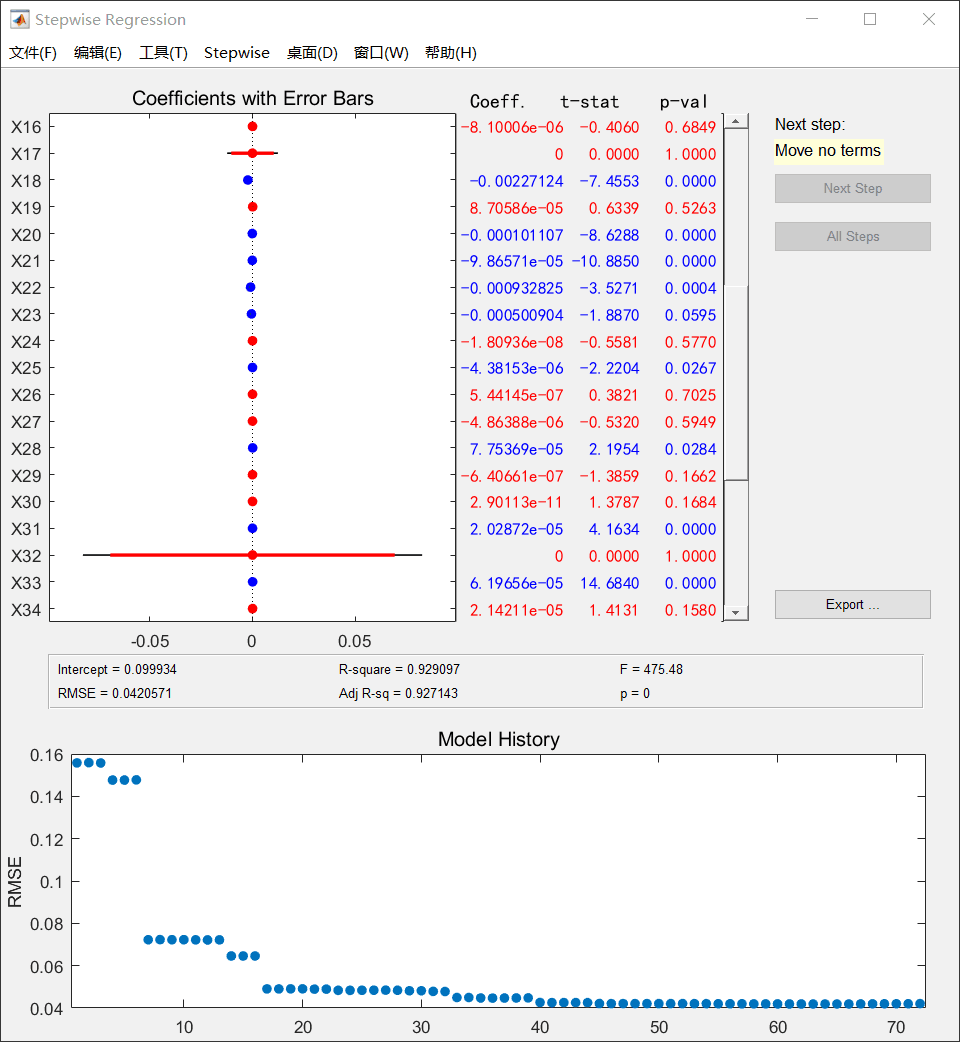 Stepwise Regression
文件(F) 编辑(E) 工具(T) Stepwise 桌面(D) 窗口(W) 帮助(H)
Coefficients with Error Bars
Coeff. t-stat p-val
X16 -8.10006e-06 -0.4060 0.6849
X17 0 0.0000 1.0000
X18 -0.00227124 -7.4553 0.0000
X19 8.70586e-05 0.6339 0.5263
X20 -0.000101107 -8.6288 0.0000
X21 -9.86571e-05 -10.8850 0.0000
X22 -0.000932825 -3.5271 0.0004
X23 -0.000500904 -1.8870 0.0595
X24 -1.80936e-08 -0.5581 0.5770
X25 -4.38153e-06 -2.2204 0.0267
X26 5.44145e-07 0.3821 0.7025
X27 -4.86388e-06 -0.5320 0.5949
X28 7.75369e-05 2.1954 0.0284
X29 -6.40661e-07 -1.3859 0.1662
X30 2.90113e-11 1.3787 0.1684
X31 2.02872e-05 4.1634 0.0000
X32 0 0.0000 1.0000
X33 6.19656e-05 14.6840 0.0000
X34 2.14211e-05 1.4131 0.1580
-0.05 0 0.05
Next step:
Move no terms
Next Step
All Steps
Export ...
Intercept = 0.099934 R-square = 0.929097 F = 475.48
RMSE = 0.0420571 Adj R-sq = 0.927143 p = 0
Model History
RMSE
0.16
0.14
0.12
0.1
0.08
0.06
0.04
10 20 30 40 50 60 70